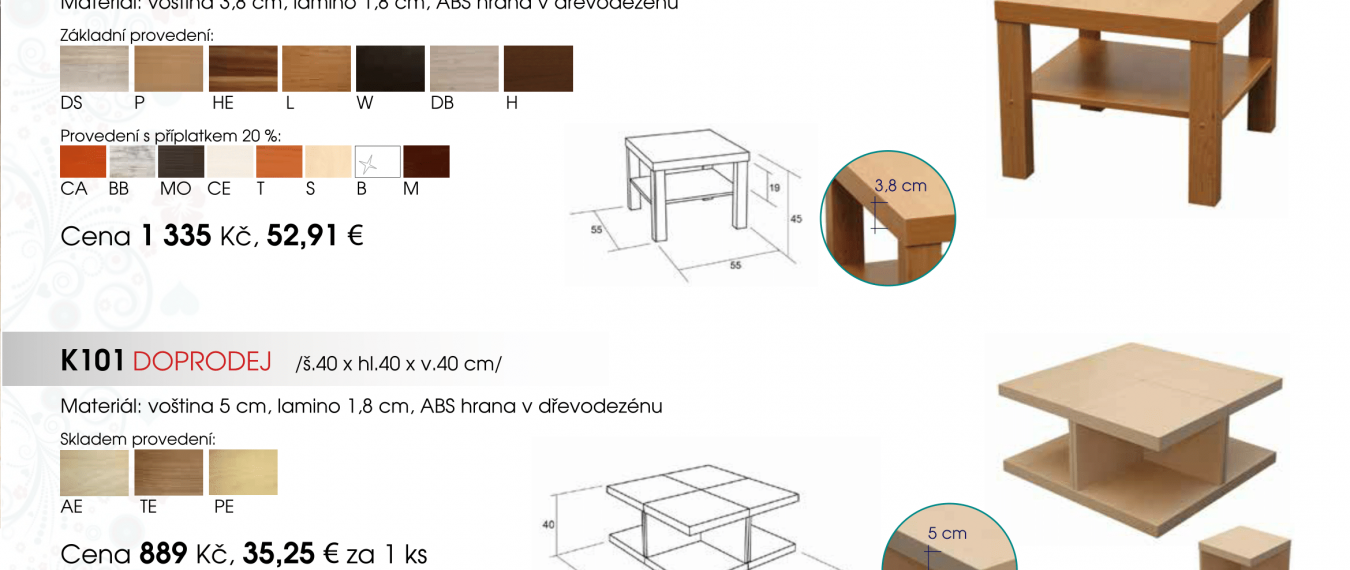 Materiál: voština 3,8 cm, lamino 1,8 cm, ABS hrana v dřevodezénu
Základní provedení:
DS P HE L W DB H
Provedení s příplatkem 20 %:
CA BB MO CE T S B M
Cena 1 335 Kč, 52,91 €
19
45
55
55
3,8 cm
K101 DOPRODEJ /š.40 x hl.40 x v.40 cm/
Materiál: voština 5 cm, lamino 1,8 cm, ABS hrana v dřevodezénu
Skladem provedení:
AE TE PE
Cena 889 Kč, 35,25 € za 1 ks
40
5 cm